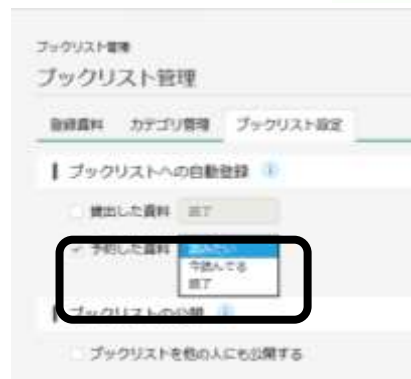 ブックリスト管理
ブックリスト管理
登録資料 カテゴリ管理 ブックリスト設定
ブックリストへの自動登録
貸出した資料 読了
予約した資料 読みたい
今読んでる
読了
ブックリストの公開
ブックリストを他の人にも公開する